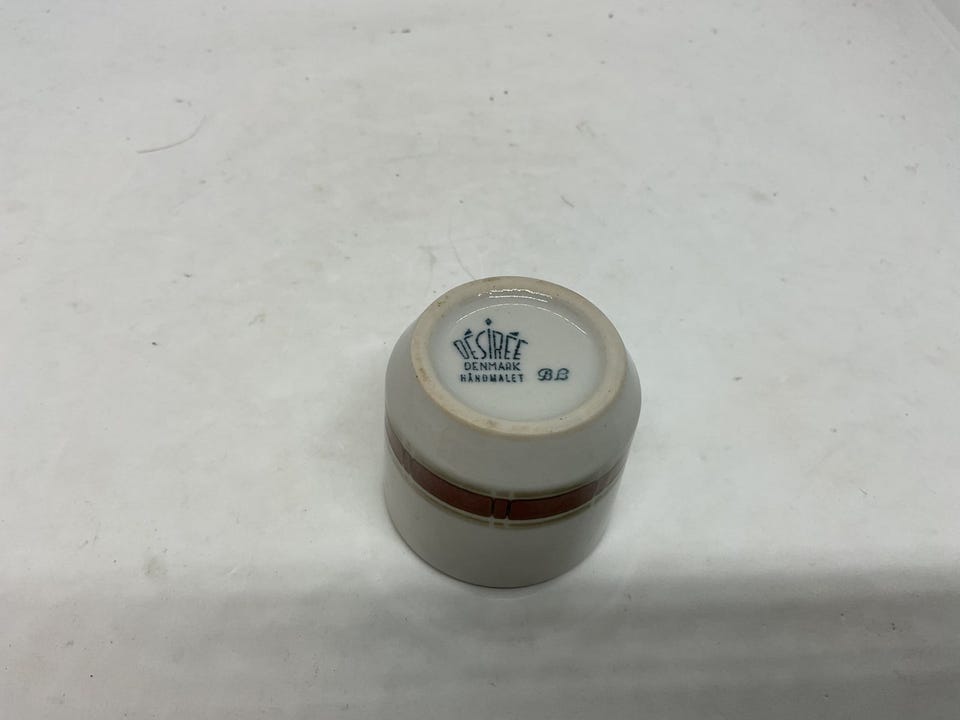 DÉSIRÉE
DENMARK
HÅNDMALET BB